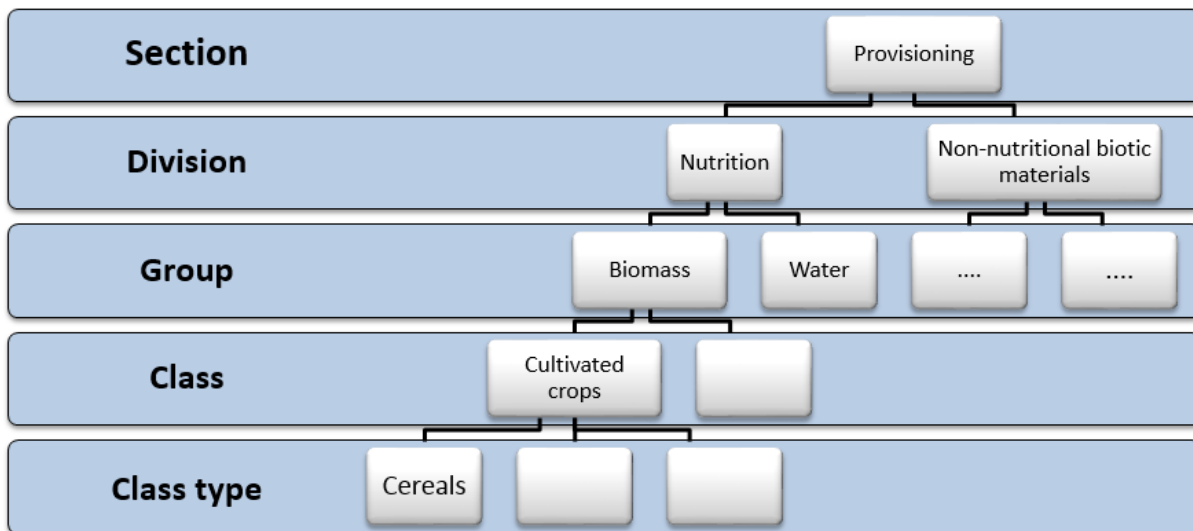 Section
Provisioning
Division
Nutrition
Non-nutritional biotic
materials
Group
Biomass
Water
....
....
Class
Cultivated
crops
Class type
Cereals